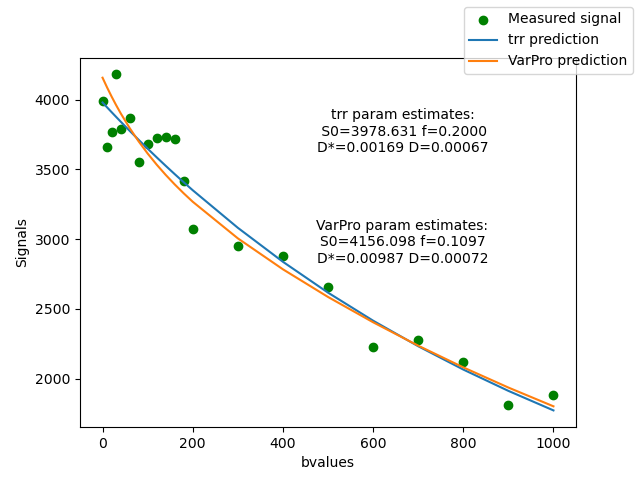 Measured signal
trr prediction
VarPro prediction
4000
3500
3000
2500
2000
Signals
trr param estimates:
S0=3978.631 f=0.2000
D*=0.00169 D=0.00067
VarPro param estimates:
S0=4156.098 f=0.1097
D*=0.00987 D=0.00072
0 200 400 600 800 1000
bvalues